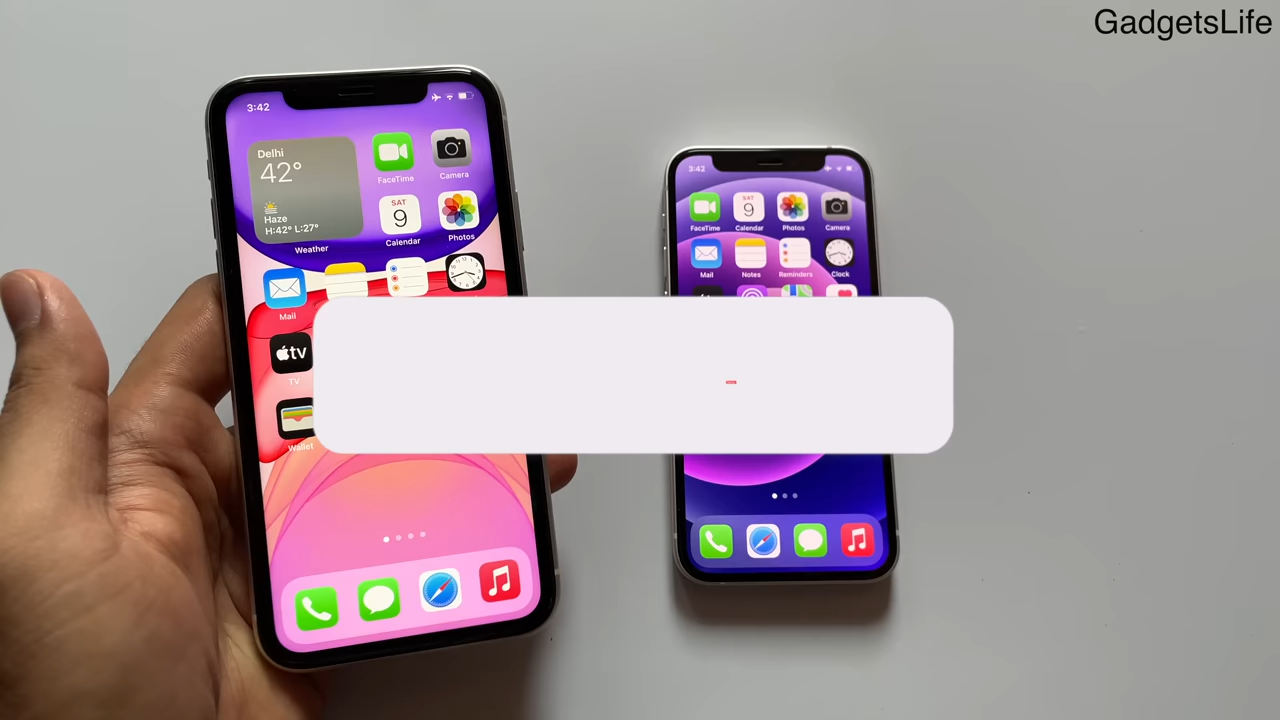 GadgetsLife
3:42
Delhi
42°
Haze
H:42° L:27°
Weather
FaceTime
Camera
SAT
9
Calendar
Photos
Mail
tv
TV
Wallet
3:42
FaceTime
SAT
9
Calendar
Photos
Camera
Mail
Notes
Reminders
Clock